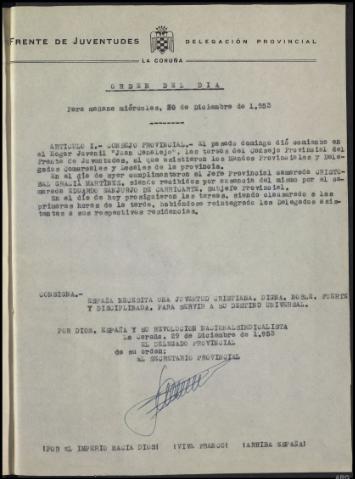 FRENTE DE JUVENTUDES DELEGACIÓN PROVINCIAL
LA CORUÑA
ORDEN DEL DIA
Para mañana miércoles, 30 de Diciembre de 1.953
ARTICULO I.- CONSEJO PROVINCIAL.- El pasado domingo dió comienzo en
el Hogar Juvenil "Juan Canalejo", las tareas del Consejo Provincial del
Frente de Juventudes, al que asistieron los Mandos Provinciales y Dele-
gados Comarcales y Locales de la provincia.
En el día de ayer cumplimentaron al Jefe Provincial camarada CRISTO-
BAL GRACIA MARTINEZ, siendo recibidos por ausencia del mismo por el ca-
marada EDUARDO SANJURJO DE CARRICARTE, Subjefe Provincial.
En el día de hoy prosiguieron las tareas, siendo clausurado a las
primeras horas de la tarde, habiéndose reintegrado los Delegados asis-
tantes a sus respectivas residencias.
CONSIGNA.-
ESPAÑA NECESITA UNA JUVENTUD CRISTIANA, DIGNA, NOBLE, FUERTE
Y DISCIPLINADA, PARA SERVIR A SU DESTINO UNIVERSAL.
POR DIOS, ESPAÑA Y SU REVOLUCION NACIONALSINDICALISTA
La Coruña, 29 de Diciembre de 1.953
EL DELEGADO PROVINCIAL
de su orden;
EL SECRETARIO PROVINCIAL
¡POR EL IMPERIO HACIA DIOS! ¡VIVA FRANCO! ¡ARRIBA ESPAÑA!